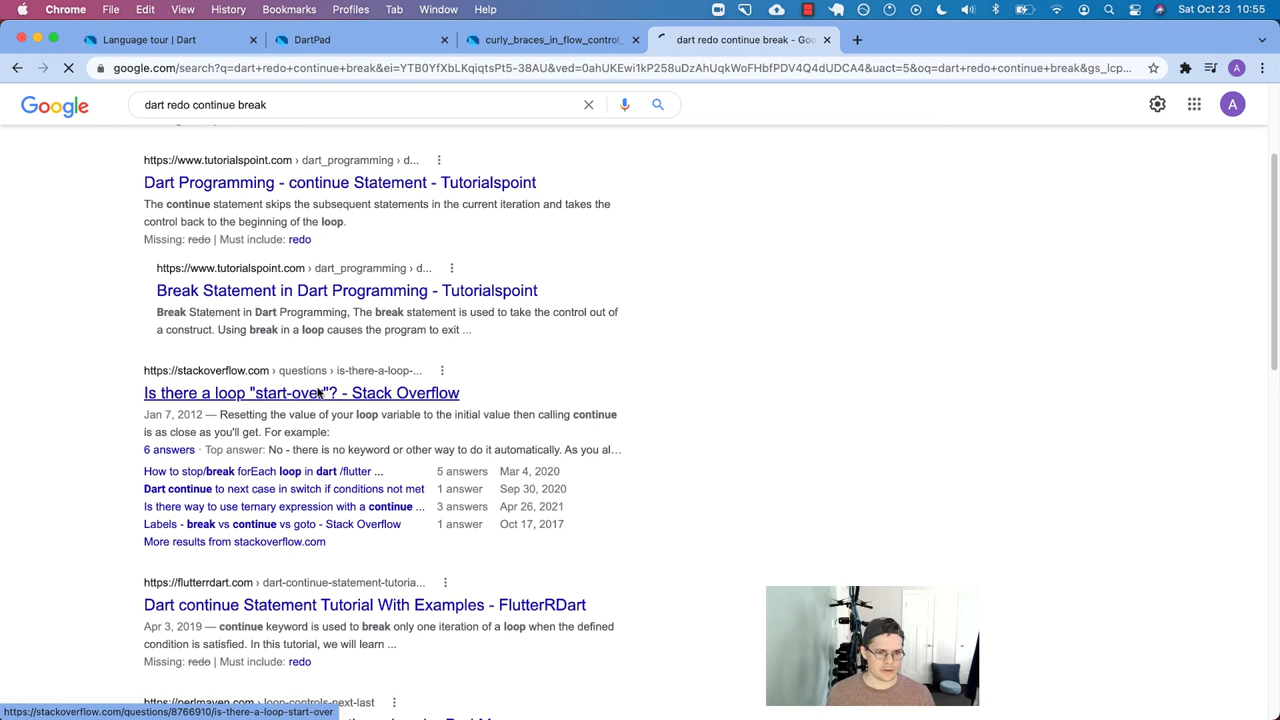 Chrome File Edit View History Bookmarks Profiles Tab Window Help Sat Oct 23 10:55
Language tour | Dart
DartPad
curly_braces_in_flow_control_
dart redo continue break - Goo
google.com/search?q=dart+redo+continue+break&ei=YTB0YfXbLKqiqtsPt5-38AU&ved=0ahUKEwi1kP258uDzAhUqkWoFHbfPDV4Q4dUDCA4&uact=5&oq=dart+redo+continue+break&gs_lcp...
A
Google
dart redo continue break
A
https://www.tutorialspoint.com › dart_programming › d...
Dart Programming - continue Statement - Tutorialspoint
The continue statement skips the subsequent statements in the current iteration and takes the
control back to the beginning of the loop.
Missing: redo | Must include: redo
https://www.tutorialspoint.com › dart_programming › d...
Break Statement in Dart Programming - Tutorialspoint
Break Statement in Dart Programming, The break statement is used to take the control out of
a construct. Using break in a loop causes the program to exit ...
https://stackoverflow.com › questions › is-there-a-loop-...
Is there a loop "start-over"? - Stack Overflow
Jan 7, 2012 — Resetting the value of your loop variable to the initial value then calling continue
is as close as you'll get. For example:
6 answers · Top answer: No - there is no keyword or other way to do it automatically. As you al...
How to stop/break forEach loop in dart /flutter ... 5 answers Mar 4, 2020
Dart continue to next case in switch if conditions not met 1 answer Sep 30, 2020
Is there way to use ternary expression with a continue ... 3 answers Apr 26, 2021
Labels - break vs continue vs goto - Stack Overflow 1 answer Oct 17, 2017
More results from stackoverflow.com
https://flutterrdart.com › dart-continue-statement-tutoria...
Dart continue Statement Tutorial With Examples - FlutterRDart
Apr 3, 2019 — continue keyword is used to break only one iteration of a loop when the defined
condition is satisfied. In this tutorial, we will learn ...
Missing: redo | Must include: redo
https://perlmaven.com › loop-controls-next-last
https://stackoverflow.com/questions/8766910/is-there-a-loop-start-over